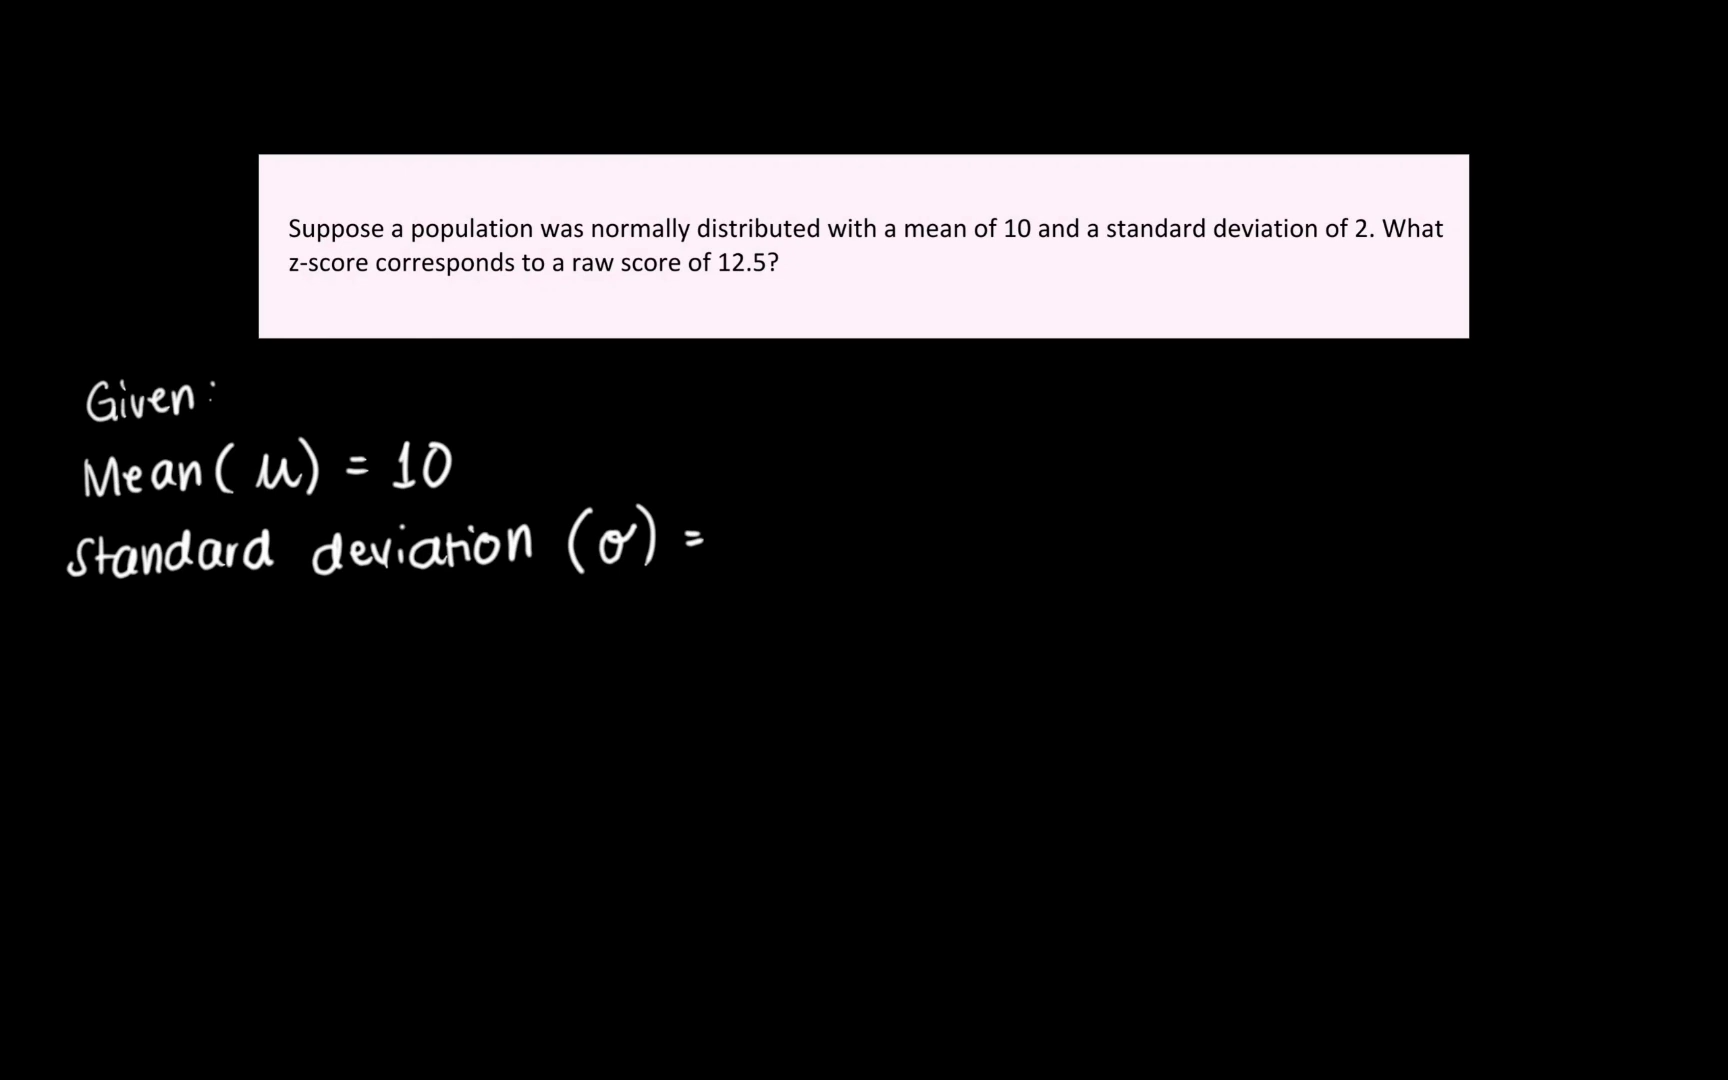 Suppose a population was normally distributed with a mean of 10 and a standard deviation of 2. What
z-score corresponds to a raw score of 12.5?
Given:
Mean (μ) = 10
Standard deviation (σ) =